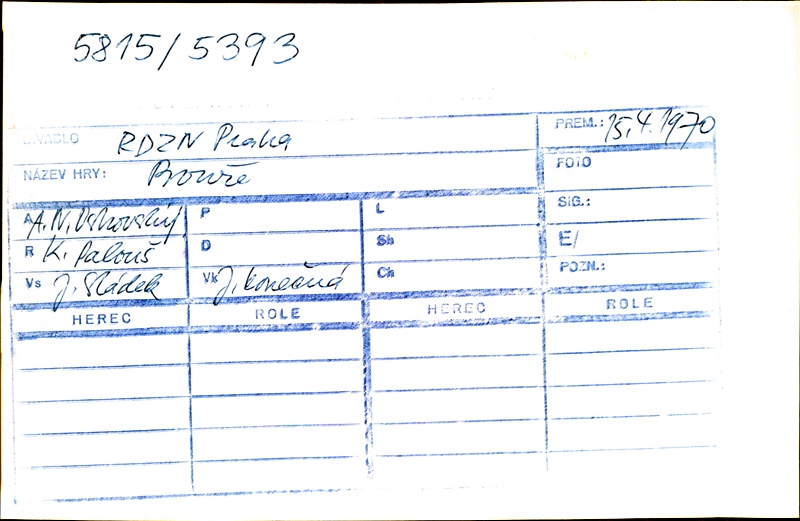 5815/5393
DIVADLO RDZN Praha PREM.: 15.4.1970
NÁZEV HRY: Bouře FOTO
A A. N. Ostrovský P L SIG.:
R K. Palouš D Sb E/
Vs J. Sládek Vk J. Konečná Ch POZN.:
HEREC ROLE HEREC ROLE